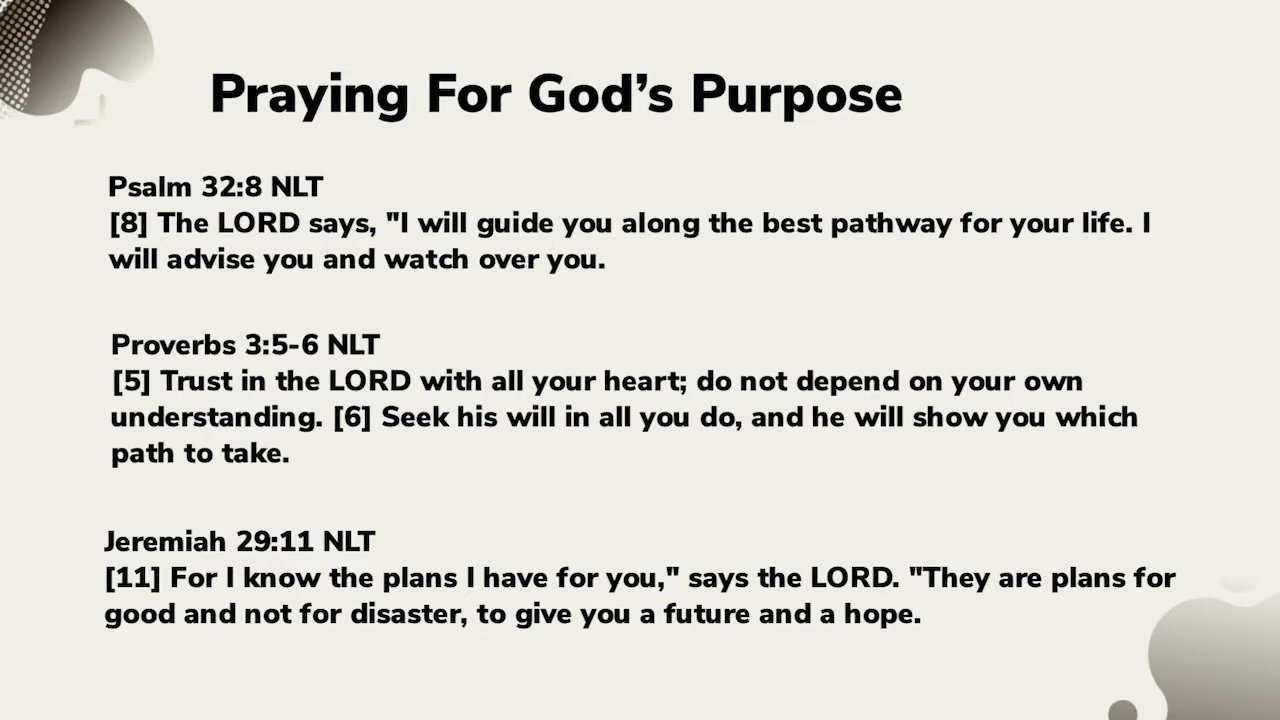 Praying For God’s Purpose
Psalm 32:8 NLT
[8] The LORD says, "I will guide you along the best pathway for your life. I
will advise you and watch over you.
Proverbs 3:5-6 NLT
[5] Trust in the LORD with all your heart; do not depend on your own
understanding. [6] Seek his will in all you do, and he will show you which
path to take.
Jeremiah 29:11 NLT
[11] For I know the plans I have for you," says the LORD. "They are plans for
good and not for disaster, to give you a future and a hope.